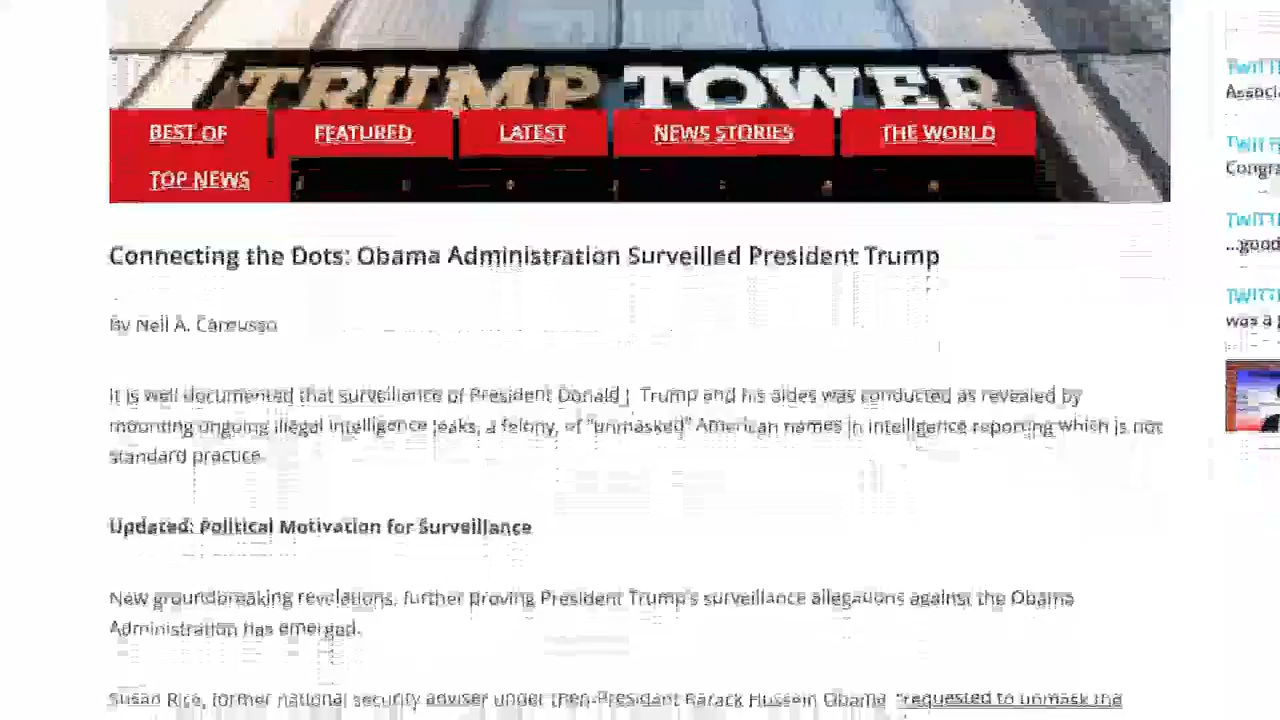 TRUMP TOWER
BEST OF FEATURED LATEST NEWS STORIES THE WORLD
TOP NEWS
Connecting the Dots: Obama Administration Surveilled President Trump
By Neil A. Carousso
It is well documented that surveillance of President Donald J. Trump and his aides was conducted as revealed by
mounting ongoing illegal intelligence leaks, a felony, of "unmasked" American names in intelligence reporting which is not
standard practice.
Updated: Political Motivation for Surveillance
New groundbreaking revelations, further proving President Trump's surveillance allegations against the Obama
Administration has emerged.
Susan Rice, former national security adviser under then-President Barack Hussein Obama "requested to unmask the
TWITT
Associa
TWITT
Congra
TWITT
...good
TWITT
was a